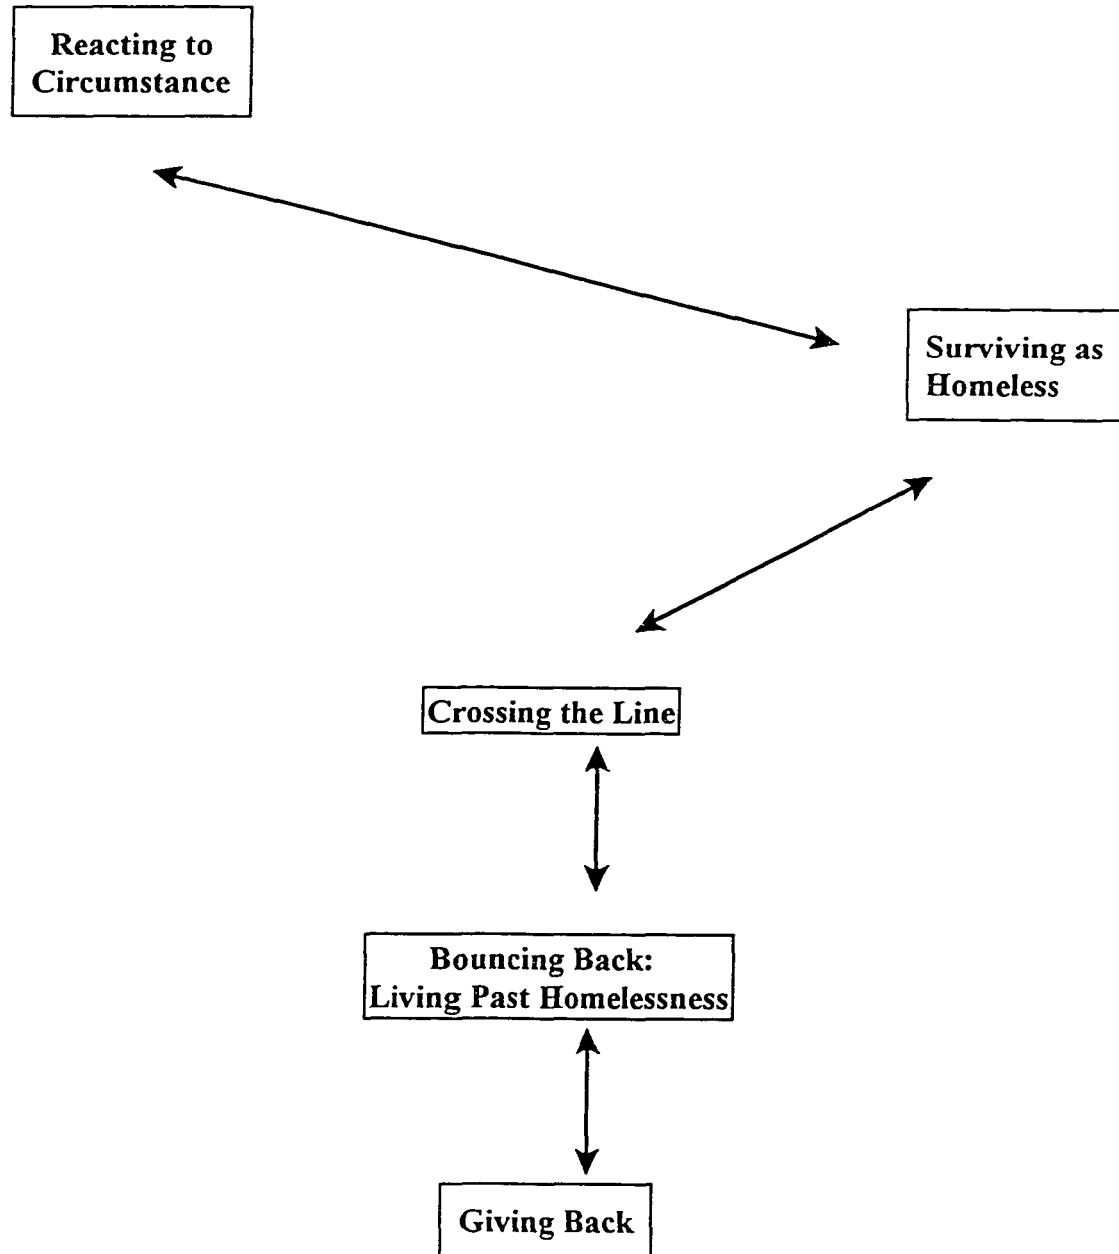 Reacting to
Circumstance
Surviving as
Homeless
Crossing the Line
Bouncing Back:
Living Past Homelessness
Giving Back